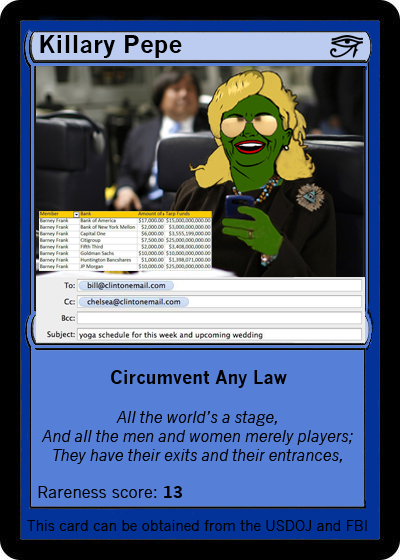 Killary Pepe
Member Bank Amount of a Tarp Funds
Barney Frank Bank of America $17,000.00 $15,000,000,000.00
Barney Frank Bank of New York Mellon $2,000.00 $3,000,000,000.00
Barney Frank Capital One $6,000.00 $3,555,199,000.00
Barney Frank Citigroup $7,500.00 $25,000,000,000.00
Barney Frank Fifth Third $2,000.00 $3,408,000,000.00
Barney Frank Goldman Sachs $10,000.00 $10,000,000,000.00
Barney Frank Huntington Bancshares $1,000.00 $1,398,071,000.00
Barney Frank JP Morgan $10,000.00 $25,000,000,000.00
To: bill@clintonemail.com
Cc: chelsea@clintonemail.com
Bcc:
Subject: yoga schedule for this week and upcoming wedding
Circumvent Any Law
All the world's a stage,
And all the men and women merely players;
They have their exits and their entrances,
Rareness score: 13
This card can be obtained from the USDOJ and FBI